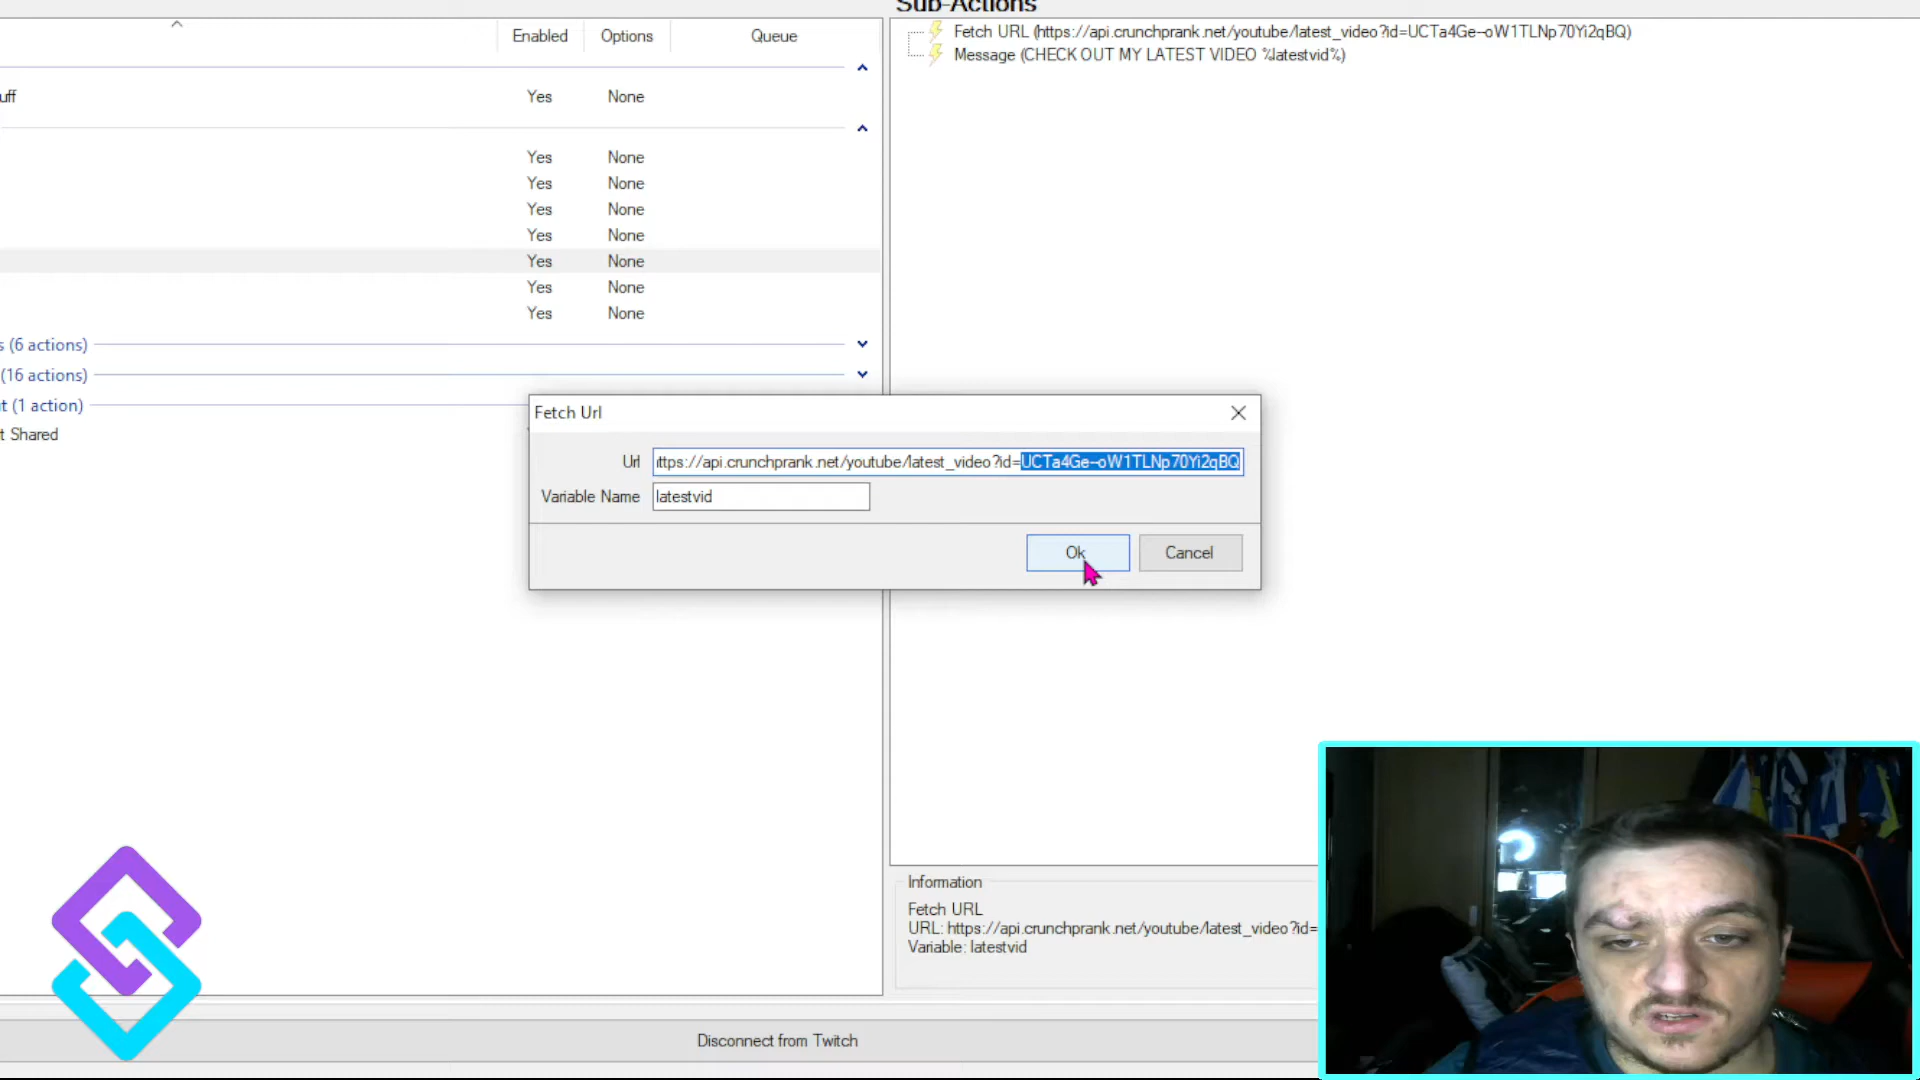 Sub-Actions
Enabled Options Queue
Fetch URL (https://api.crunchprank.net/youtube/latest_video?id=UCTa4Ge--oW1TLNp70Yi2qBQ)
Message (CHECK OUT MY LATEST VIDEO %latestvid%)
uff Yes None
Yes None
Yes None
Yes None
Yes None
Yes None
Yes None
Yes None
s (6 actions)
(16 actions)
t (1 action)
t Shared
Fetch Url
Url ttps://api.crunchprank.net/youtube/latest_video?id=UCTa4Ge--oW1TLNp70Yi2qBQ
Variable Name latestvid
Ok Cancel
Information
Fetch URL
URL: https://api.crunchprank.net/youtube/latest_video?id=
Variable: latestvid
Disconnect from Twitch